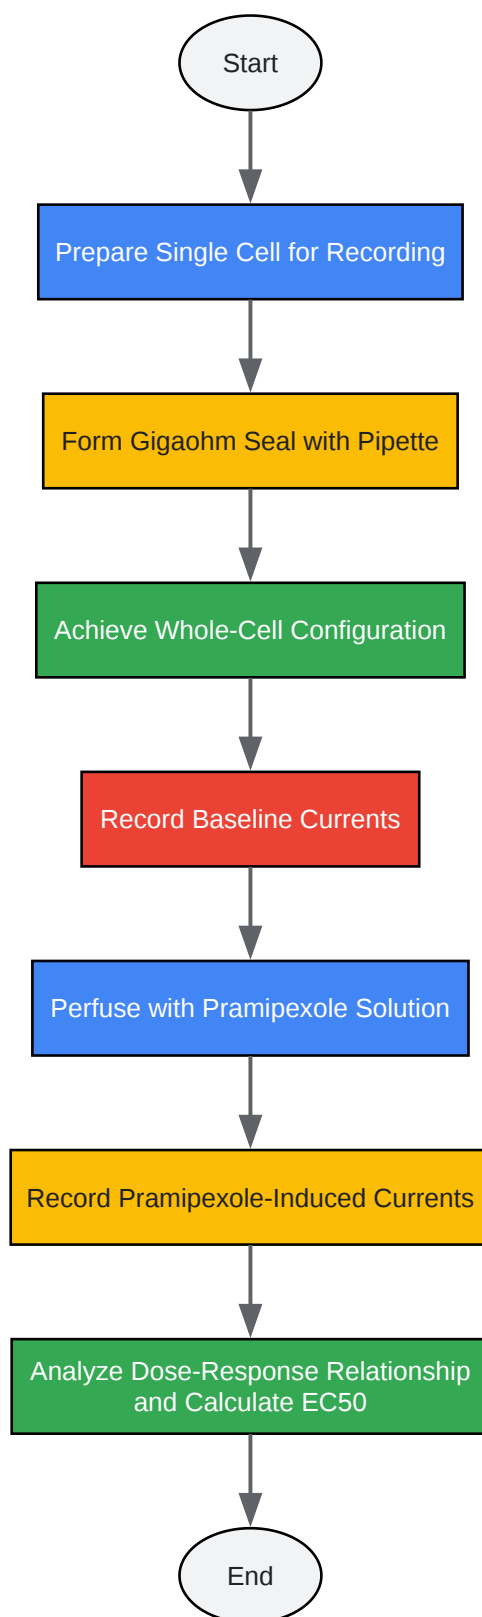 Start
Prepare Single Cell for Recording
Form Gigaohm Seal with Pipette
Achieve Whole-Cell Configuration
Record Baseline Currents
Perfuse with Pramipexole Solution
Record Pramipexole-Induced Currents
Analyze Dose-Response Relationship
and Calculate EC50
End